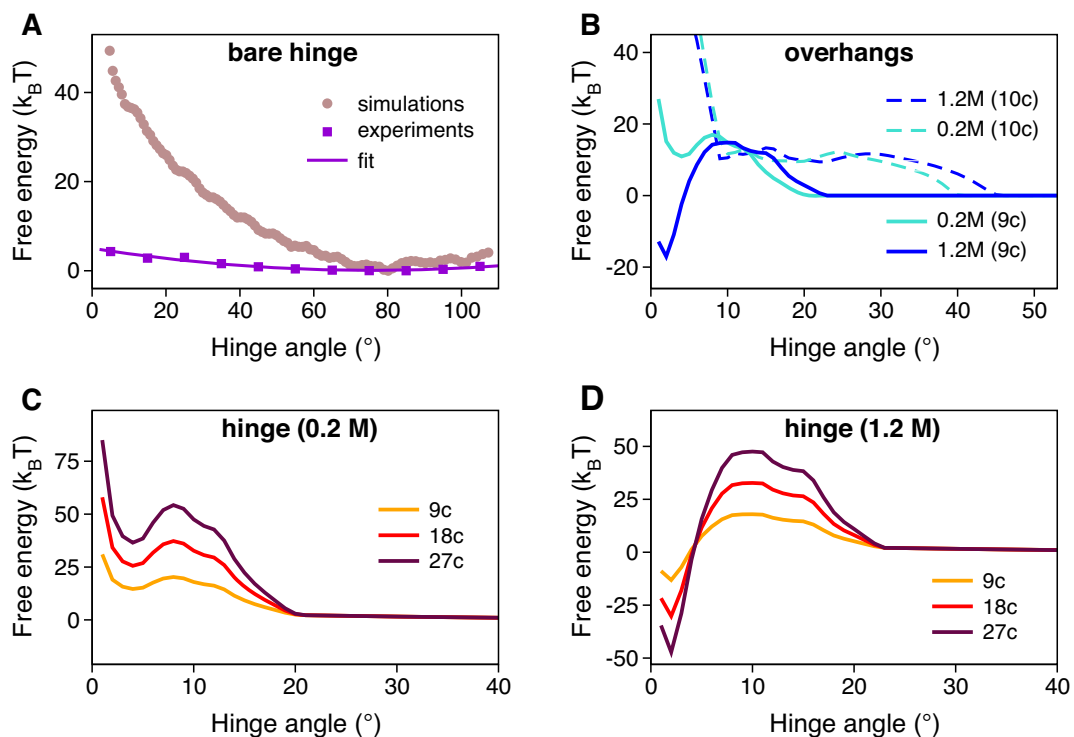 A
bare hinge
Free energy (kBT)
40
20
0
simulations
experiments
fit
0 20 40 60 80 100
Hinge angle (°)
B
overhangs
Free energy (kBT)
40
20
0
-20
1.2M (10c)
0.2M (10c)
0.2M (9c)
1.2M (9c)
0 10 20 30 40 50
Hinge angle (°)
C
hinge (0.2 M)
Free energy (kBT)
75
50
25
0
9c
18c
27c
0 10 20 30 40
Hinge angle (°)
D
hinge (1.2 M)
Free energy (kBT)
50
25
0
-25
-50
9c
18c
27c
0 10 20 30 40
Hinge angle (°)